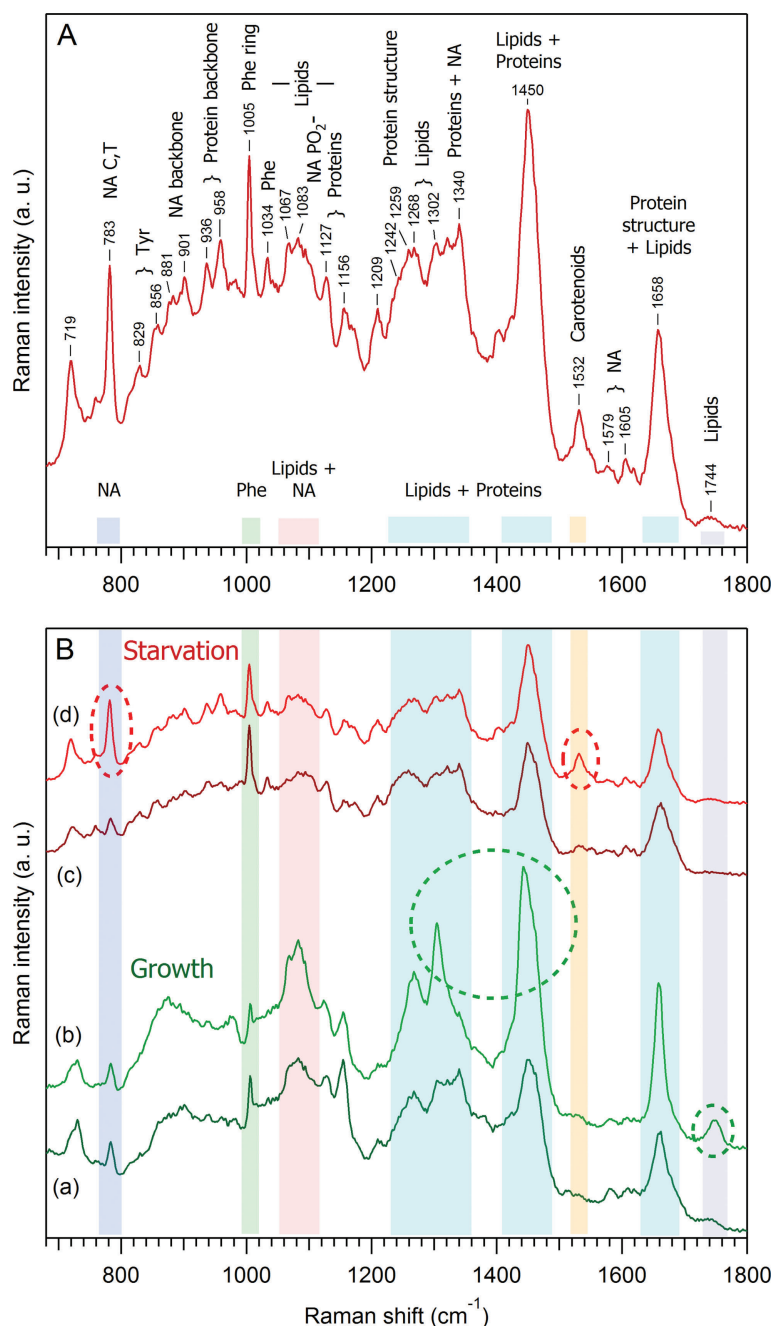 A
Raman intensity (a. u.)
719
783
NA C,T
829
856
} Tyr
881
901
NA backbone
936
958
} Protein backbone
1005
Phe ring
1034
Phe
1067
1083
Lipids
NA PO2-
1127
1156
} Proteins
1209
1242
1259
Protein structure
1268
1302
} Lipids
1340
Proteins + NA
Lipids +
Proteins
1450
1532
Carotenoids
1579
1605
} NA
Protein
structure
+ Lipids
1658
1744
Lipids
NA
Phe
Lipids +
NA
Lipids + Proteins
800
1000
1200
1400
1600
1800
B
Starvation
(d)
(c)
Growth
(b)
(a)
Raman intensity (a. u.)
800
1000
1200
1400
1600
1800
Raman shift (cm-1)